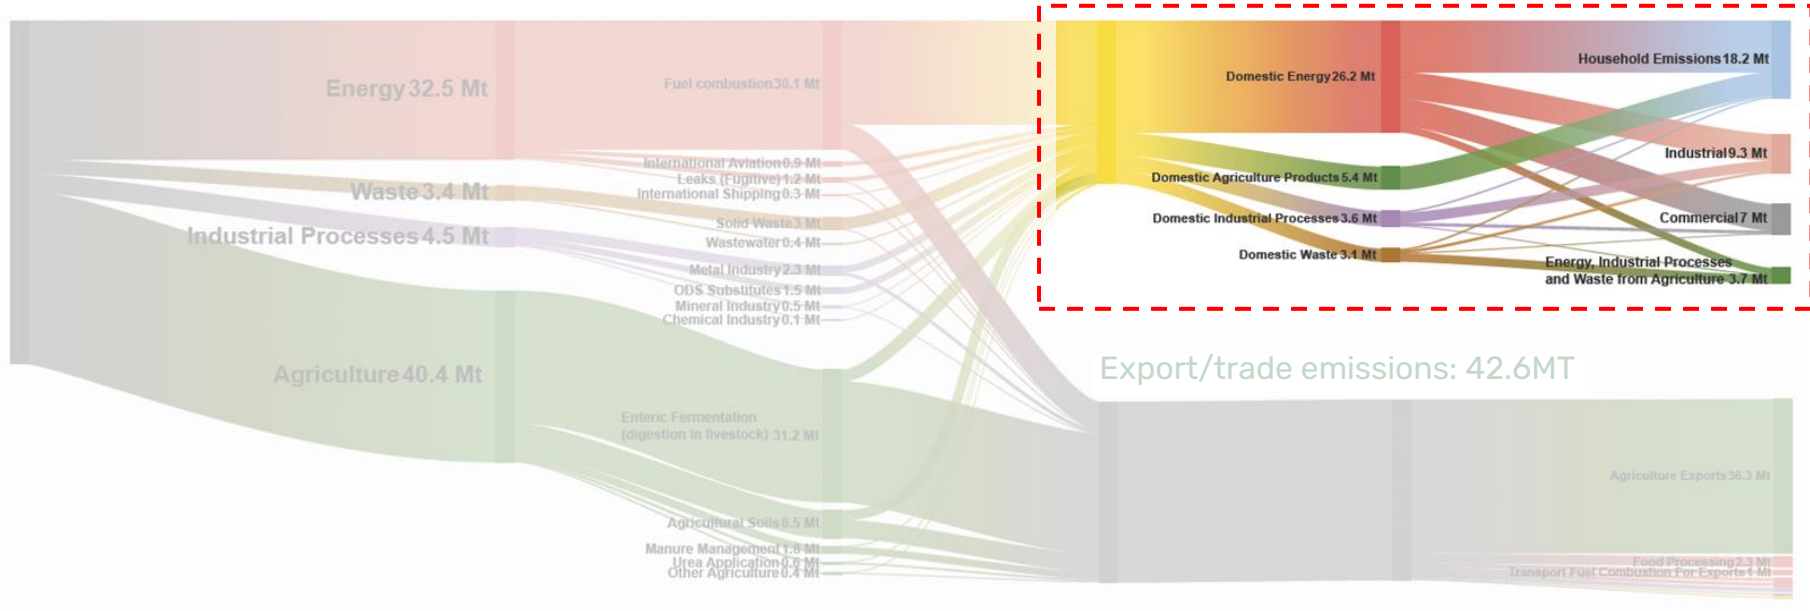 Energy 32.5 Mt
Waste 3.4 Mt
Industrial Processes 4.5 Mt
Agriculture 40.4 Mt
Fuel combustion 30.1 Mt
International Aviation 0.9 Mt
Leaks (Fugitive) 1.2 Mt
International Shipping 0.3 Mt
Solid Waste 3 Mt
Wastewater 0.4 Mt
Metal Industry 2.3 Mt
ODS Substitutes 1.5 Mt
Mineral Industry 0.5 Mt
Chemical Industry 0.1 Mt
Enteric Fermentation
(digestion in livestock) 31.2 Mt
Agricultural Soils 6.5 Mt
Manure Management 1.8 Mt
Urea Application 0.6 Mt
Other Agriculture 0.4 Mt
Domestic Energy 26.2 Mt
Domestic Agriculture Products 5.4 Mt
Domestic Industrial Processes 3.6 Mt
Domestic Waste 3.1 Mt
Household Emissions 18.2 Mt
Industrial 9.3 Mt
Commercial 7 Mt
Energy, Industrial Processes
and Waste from Agriculture 3.7 Mt
Export/trade emissions: 42.6MT
Agriculture Exports 36.3 Mt
Food Processing 2.3 Mt
Transport Fuel Combustion For Exports 1 Mt